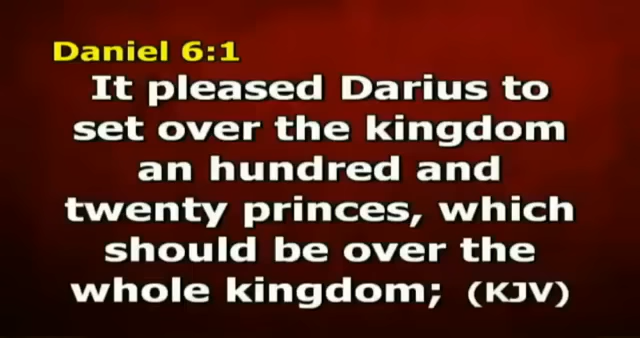 Daniel 6:1
It pleased Darius to
set over the kingdom
an hundred and
twenty princes, which
should be over the
whole kingdom; (KJV)